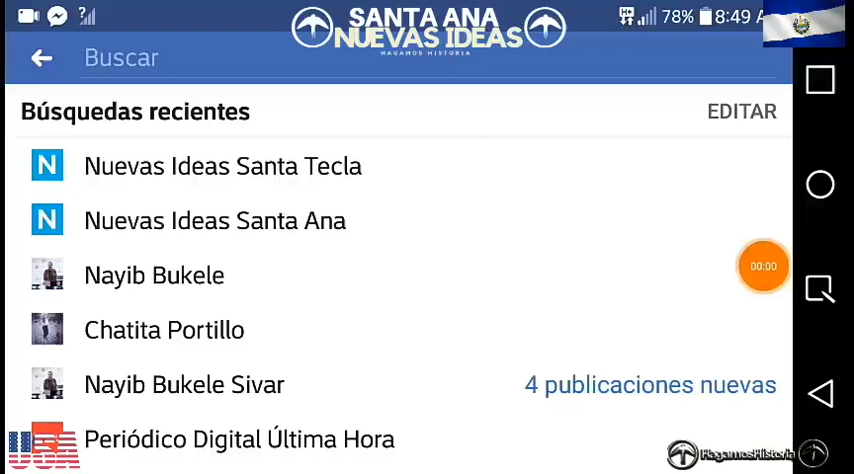 78% 8:49
SANTA ANA
NUEVAS IDEAS
HAGAMOS HISTORIA
Buscar
Búsquedas recientes
EDITAR
N Nuevas Ideas Santa Tecla
N Nuevas Ideas Santa Ana
Nayib Bukele
00:00
Chatita Portillo
Nayib Bukele Sivar
4 publicaciones nuevas
Periódico Digital Última Hora
USA
HagamosHistoria